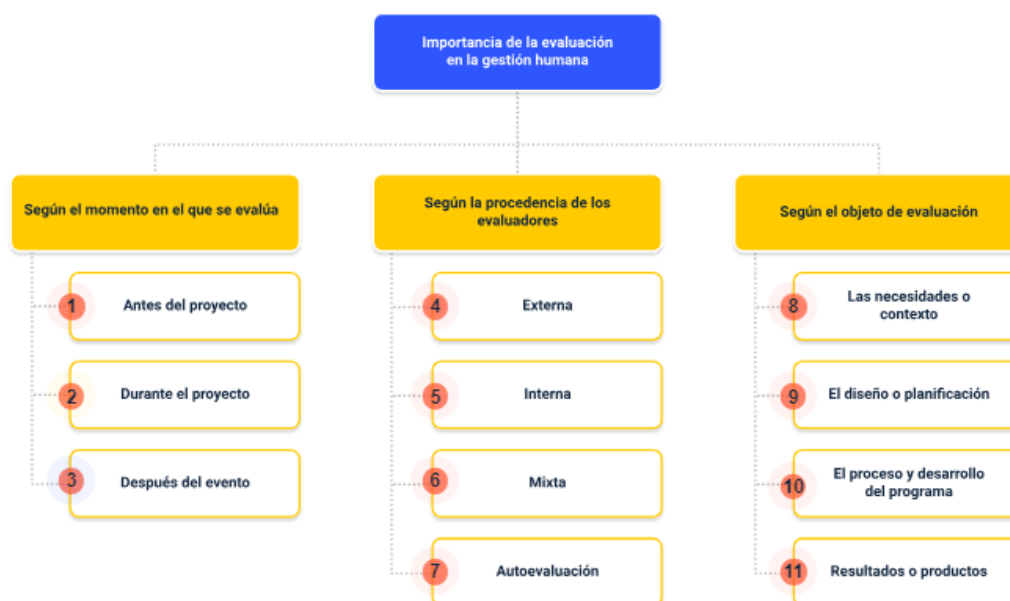 Importancia de la evaluación
en la gestión humana
Según el momento en el que se evalúa
1
Antes del proyecto
2
Durante el proyecto
3
Después del evento
Según la procedencia de los
evaluadores
4
Externa
5
Interna
6
Mixta
7
Autoevaluación
Según el objeto de evaluación
8
Las necesidades o
contexto
9
El diseño o planificación
10
El proceso y desarrollo
del programa
11
Resultados o productos